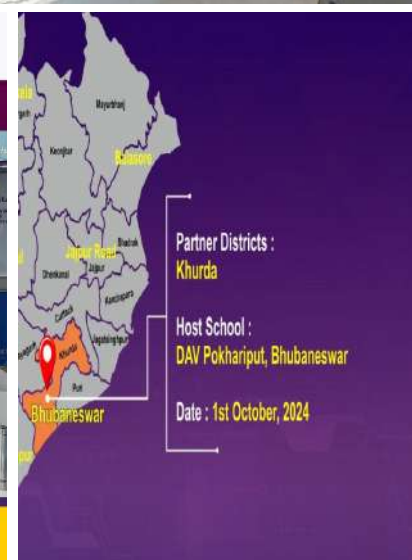 Mayurbhanj
Keonjhar
Balasore
Jajpur Road
Bhadrak
Jajpur
Dhenkanal
Kendrapara
Cuttack
Jagatsinghpur
Khurda
Puri
Bhubaneswar
Partner Districts :
Khurda
Host School :
DAV Pokhariput, Bhubaneswar
Date : 1st October, 2024